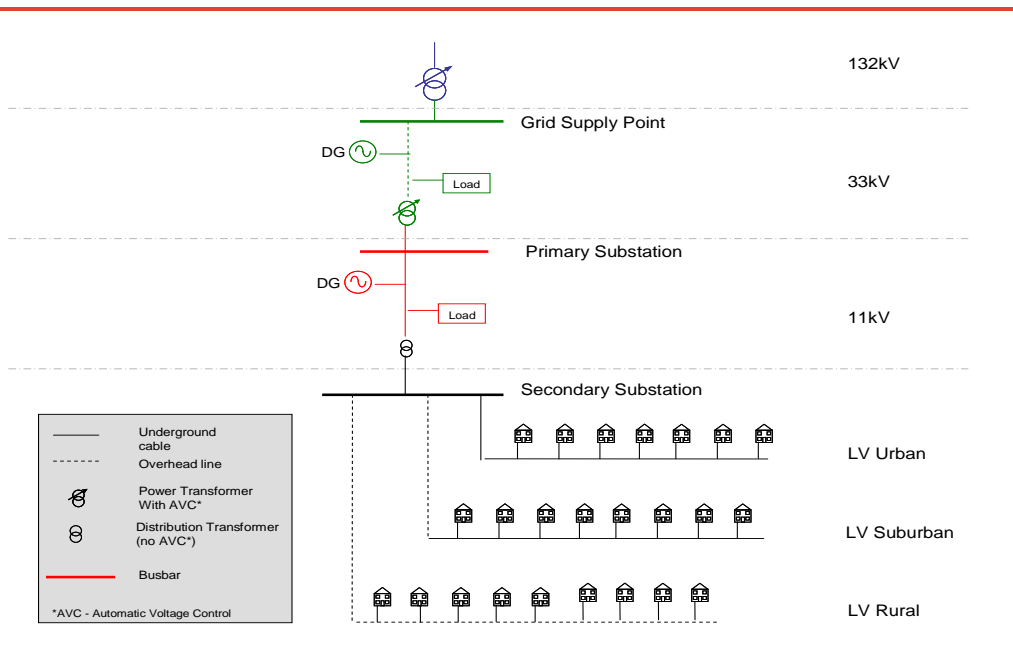 132kV
Grid Supply Point
DG
Load
33kV
Primary Substation
DG
Load
11kV
Secondary Substation
LV Urban
LV Suburban
LV Rural
Underground
cable
Overhead line
Power Transformer
With AVC*
Distribution Transformer
(no AVC*)
Busbar
*AVC - Automatic Voltage Control